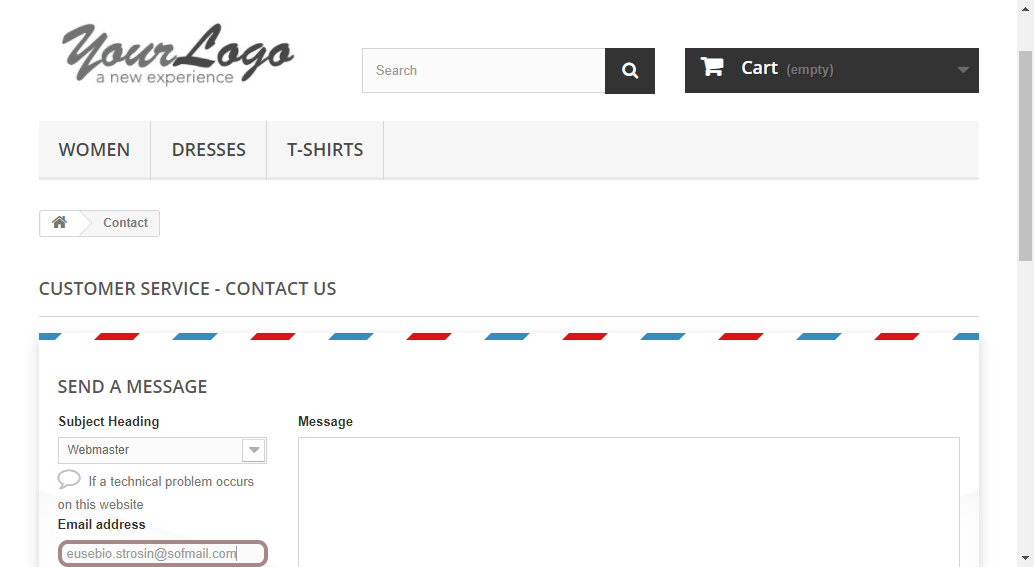 YourLogo
a new experience
Search
Cart (empty)
WOMEN
DRESSES
T-SHIRTS
Contact
CUSTOMER SERVICE - CONTACT US
SEND A MESSAGE
Subject Heading
Webmaster
If a technical problem occurs
on this website
Email address
eusebio.strosin@sofmail.com
Message